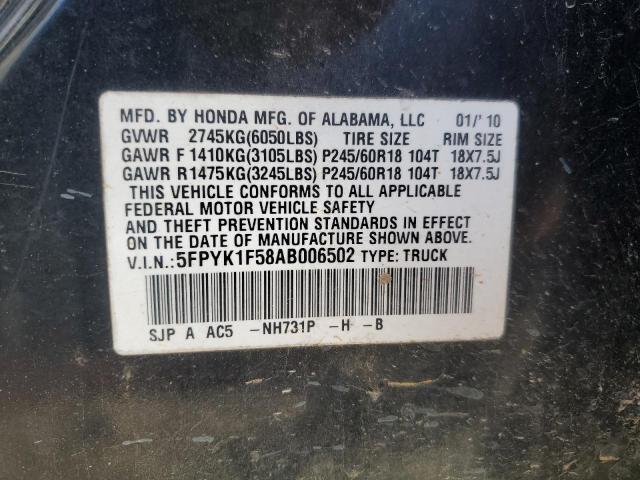 MFD. BY HONDA MFG. OF ALABAMA, LLC 01/'10
GVWR 2745KG(6050LBS) TIRE SIZE RIM SIZE
GAWR F 1410KG(3105LBS) P245/60R18 104T 18X7.5J
GAWR R1475KG(3245LBS) P245/60R18 104T 18X7.5J
THIS VEHICLE CONFORMS TO ALL APPLICABLE
FEDERAL MOTOR VEHICLE SAFETY
AND THEFT PREVENTION STANDARDS IN EFFECT
ON THE DATE OF MANUFACTURE SHOWN ABOVE.
V.I.N.:5FPYK1F58AB006502 TYPE:TRUCK
SJP A AC5 -NH731P -H -B